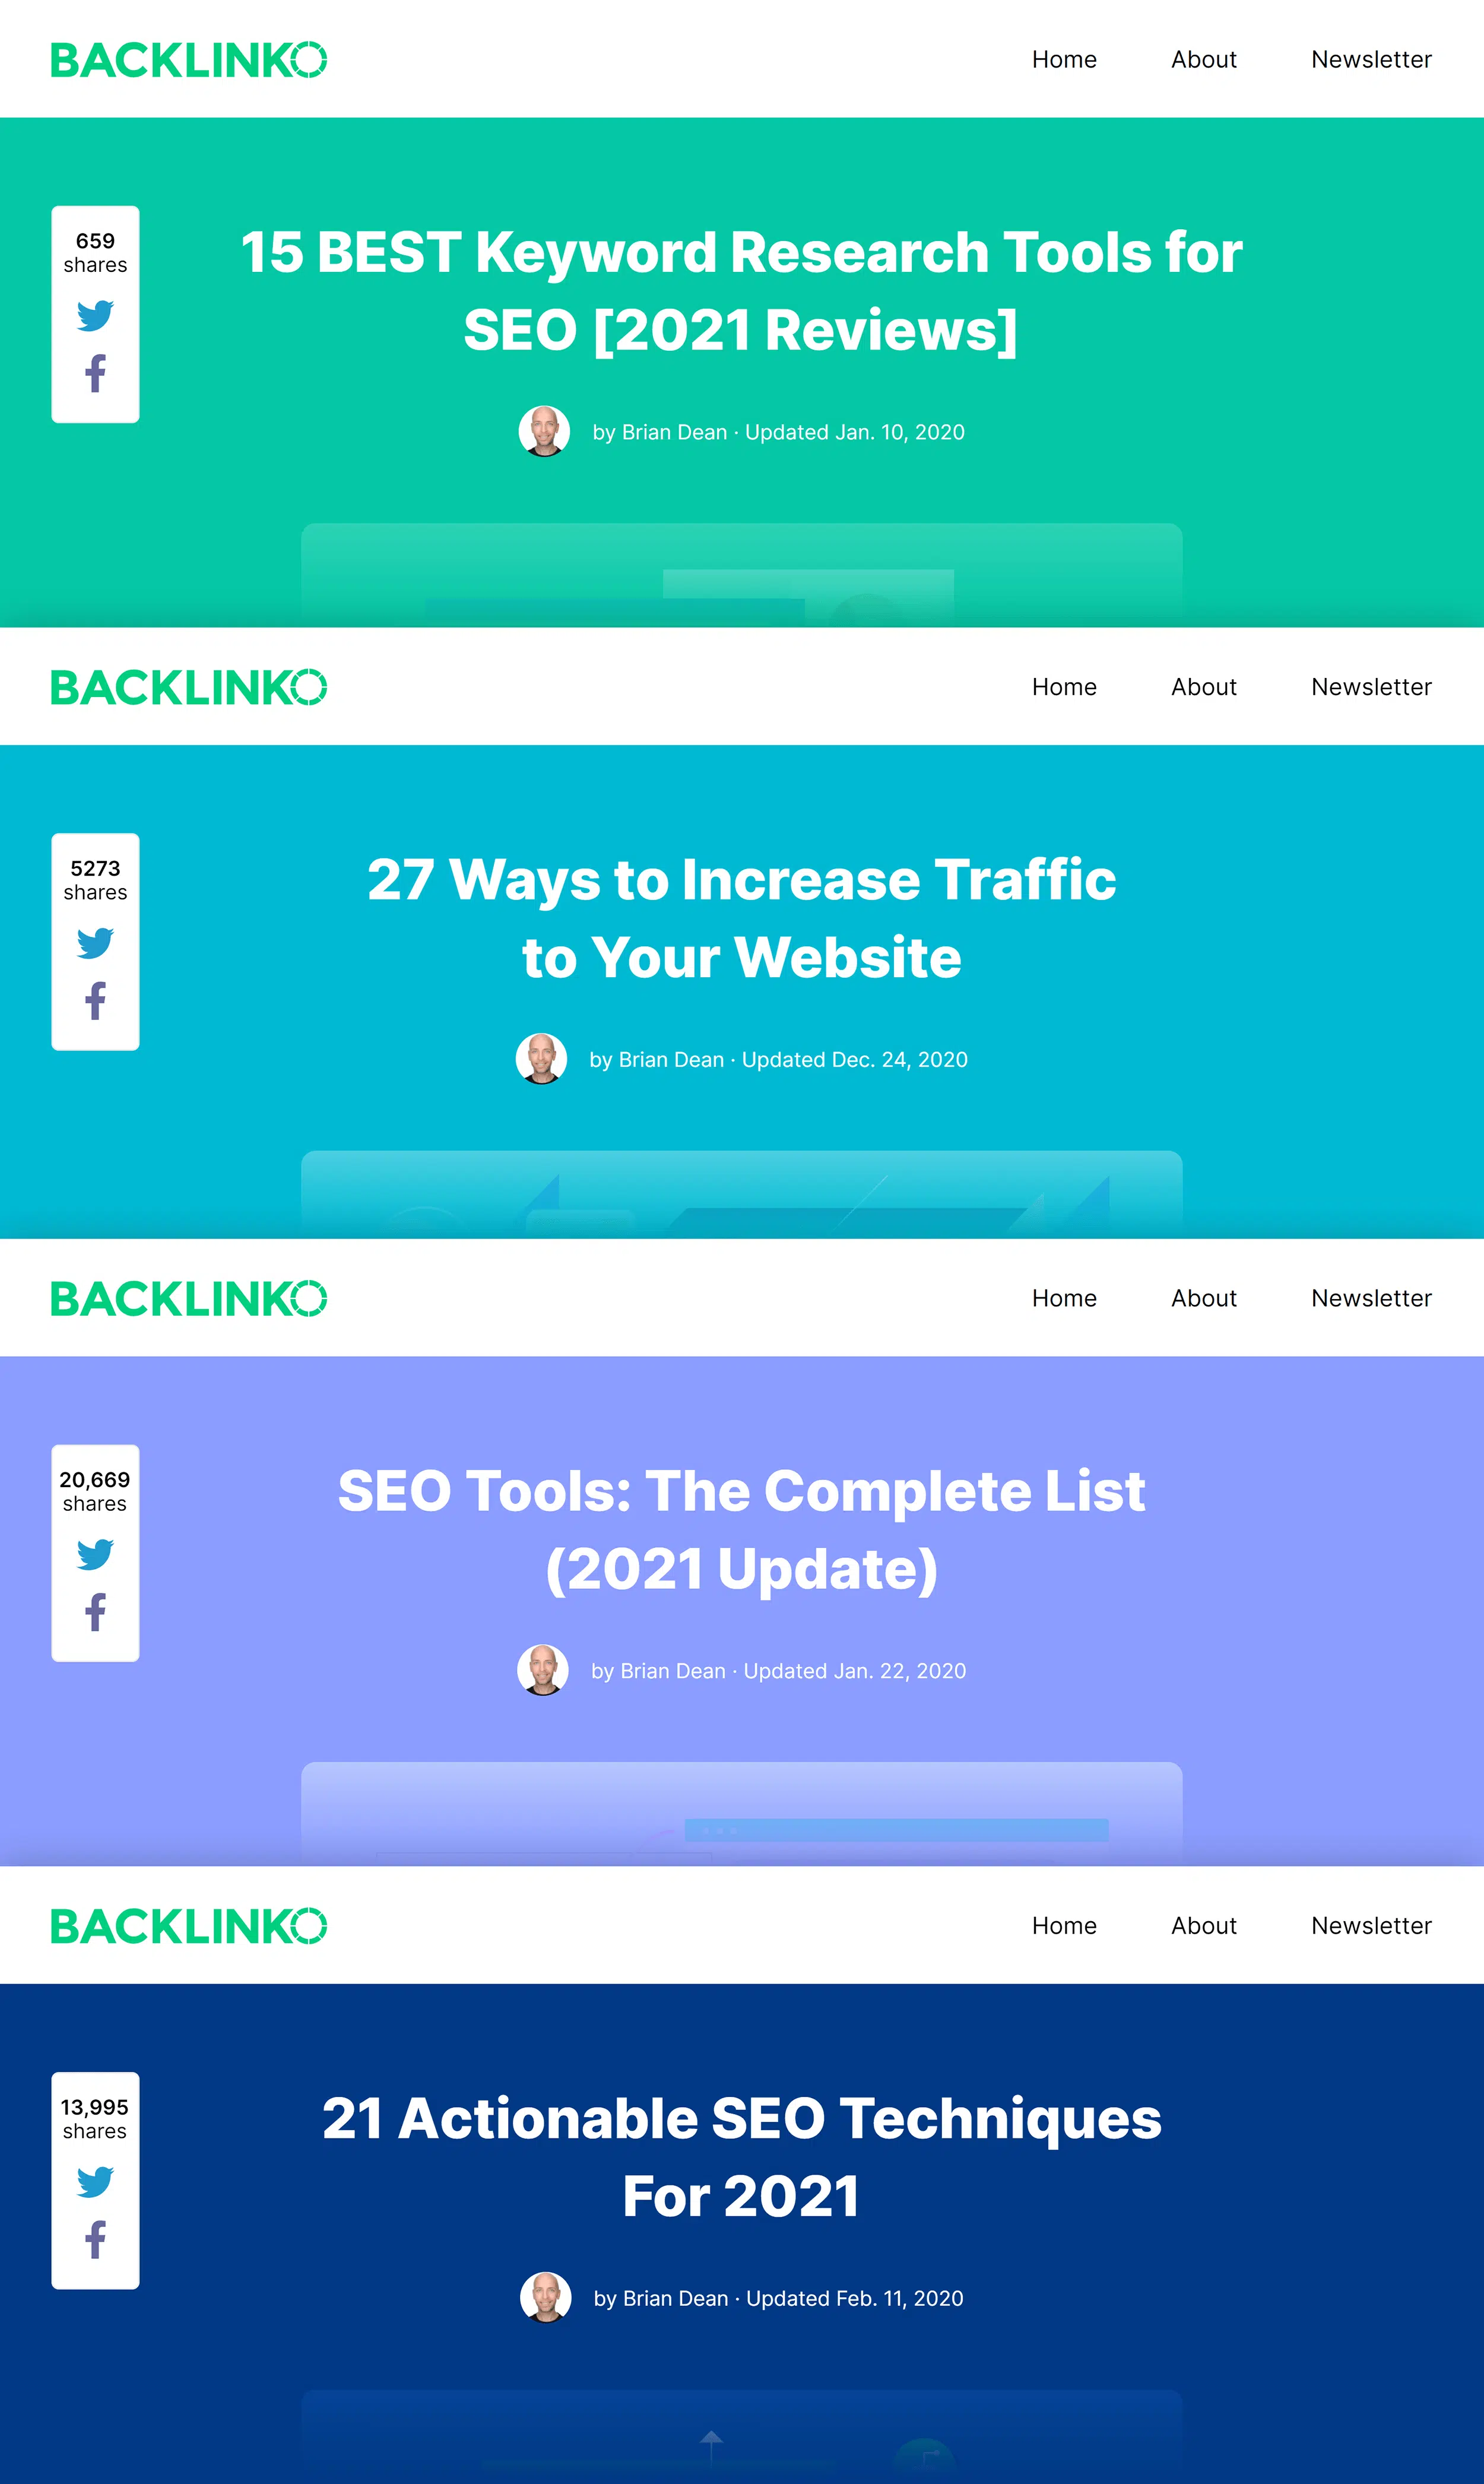 BACKLINKO
Home About Newsletter
659
shares
15 BEST Keyword Research Tools for
SEO [2021 Reviews]
by Brian Dean · Updated Jan. 10, 2020
BACKLINKO
Home About Newsletter
5273
shares
27 Ways to Increase Traffic
to Your Website
by Brian Dean · Updated Dec. 24, 2020
BACKLINKO
Home About Newsletter
20,669
shares
SEO Tools: The Complete List
(2021 Update)
by Brian Dean · Updated Jan. 22, 2020
BACKLINKO
Home About Newsletter
13,995
shares
21 Actionable SEO Techniques
For 2021
by Brian Dean · Updated Feb. 11, 2020